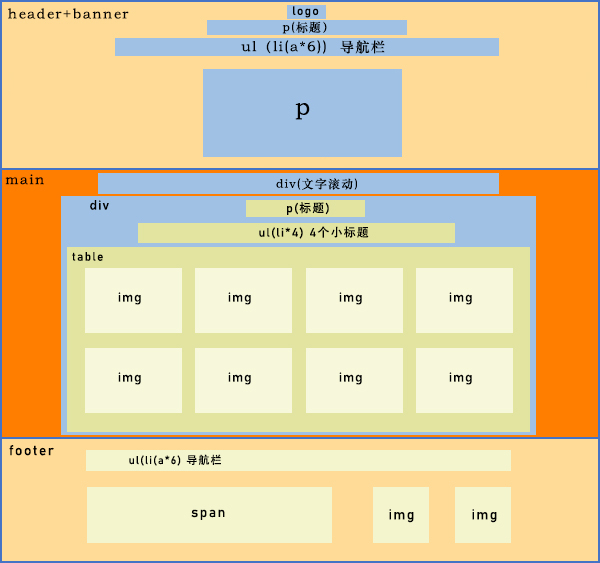 header+banner
logo
p(标题)
ul (li(a*6)) 导航栏
p
main
div(文字滚动)
div
p(标题)
ul(li*4) 4个小标题
table
img img img img
img img img img
footer
ul(li(a*6) 导航栏
span img img